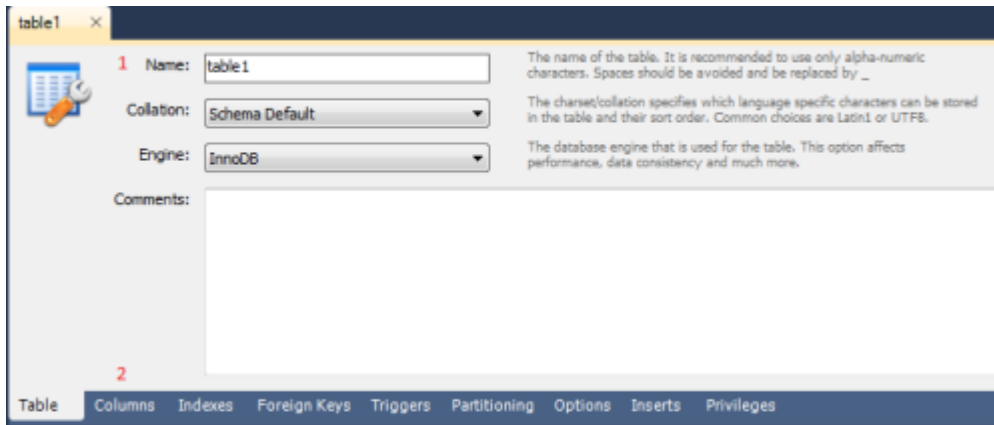 table1 ×
1 Name: table1
The name of the table. It is recommended to use only alpha-numeric
characters. Spaces should be avoided and be replaced by _
Collation: Schema Default
The charset/collation specifies which language specific characters can be stored
in the table and their sort order. Common choices are Latin1 or UTF8.
Engine: InnoDB
The database engine that is used for the table. This option affects
performance, data consistency and much more.
Comments:
2
Table Columns Indexes Foreign Keys Triggers Partitioning Options Inserts Privileges